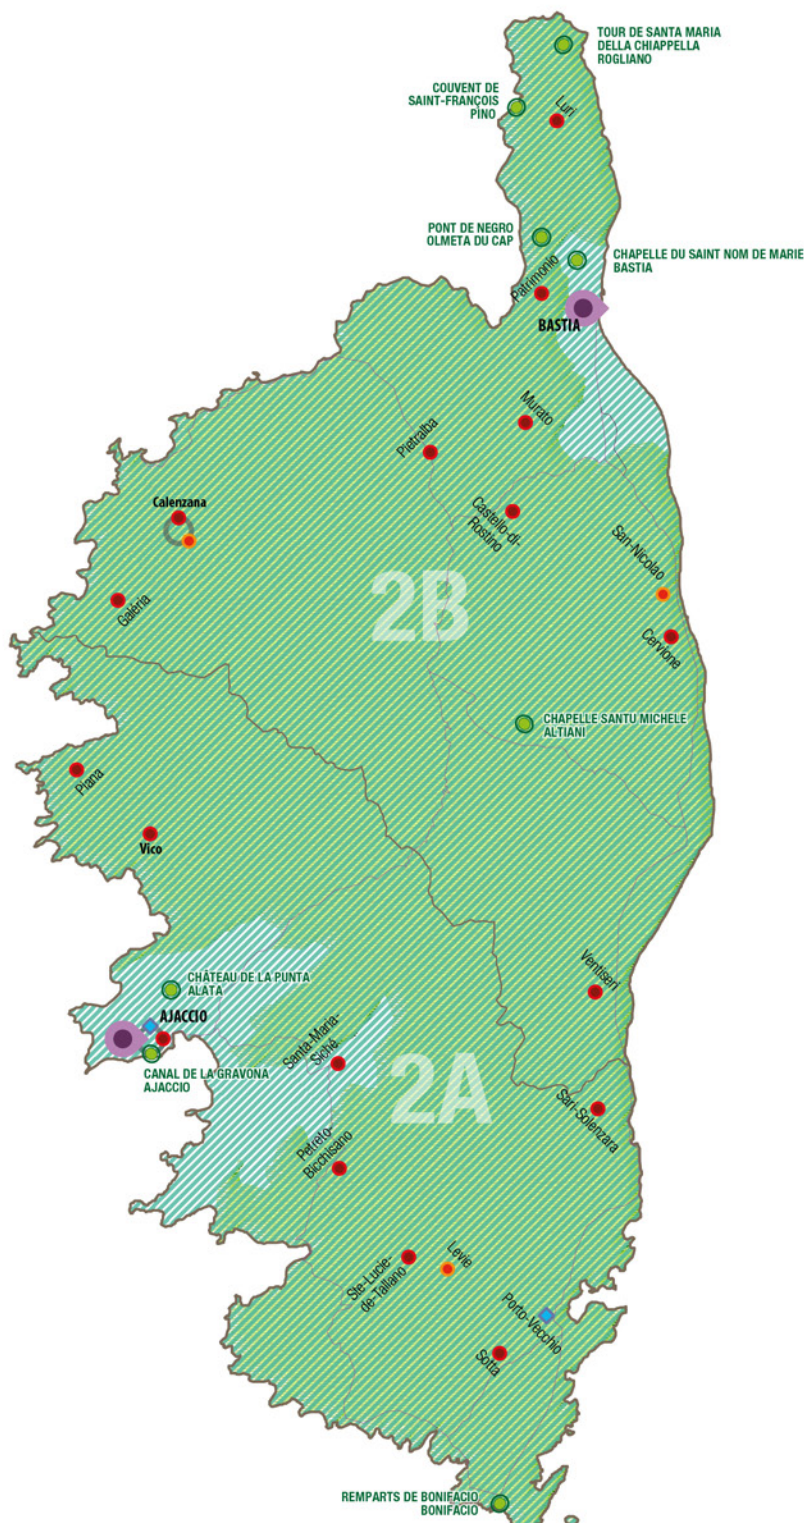 TOUR DE SANTA MARIA
DELLA CHIAPPELLA
ROGLIANO
COUVENT DE
SAINT-FRANÇOIS
PINO
Luri
PONT DE NEGRO
OLMETA DU CAP
CHAPELLE DU SAINT NOM DE MARIE
BASTIA
Patrimonio
BASTIA
Murato
Pietralba
Calenzana
Castello-di-
Rostino
San-Nicolao
Galéria
2B
Cervione
CHAPELLE SANTU MICHELE
ALTIANI
Piana
Vico
Ventiseri
CHÂTEAU DE LA PUNTA
ALATA
AJACCIO
Santa-Maria-
Siché
CANAL DE LA GRAVONA
AJACCIO
2A
Sari-Solenzara
Petreto-
Bicchisano
Ste-Lucie-
de-Tallano
Levie
Porto-Vecchio
Sotta
REMPARTS DE BONIFACIO
BONIFACIO